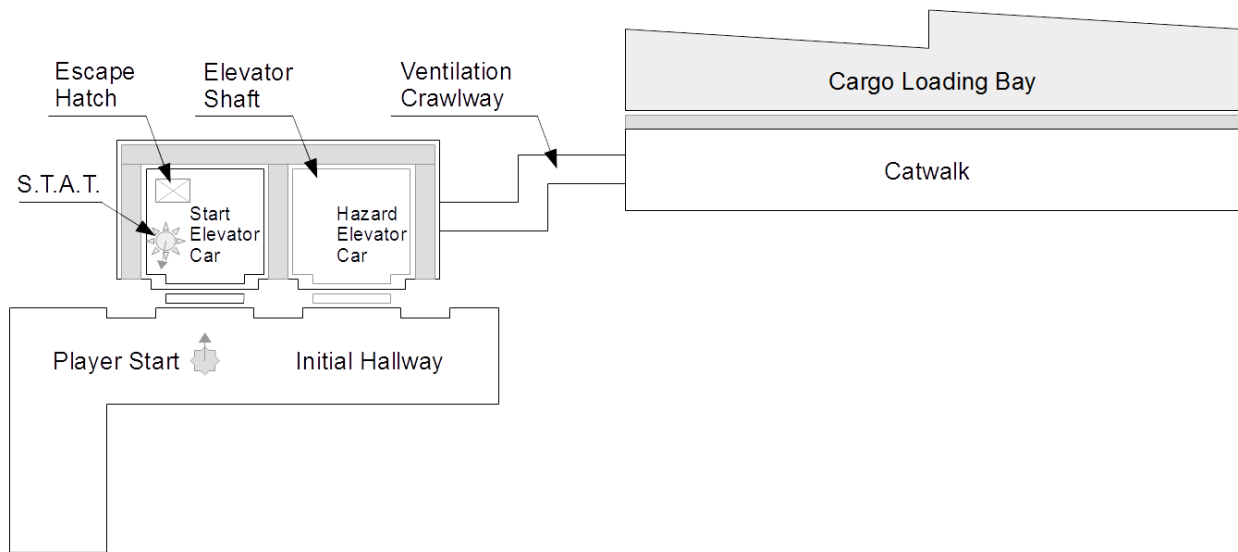 Escape
Hatch
Elevator
Shaft
Ventilation
Crawlway
Cargo Loading Bay
Catwalk
S.T.A.T.
Start
Elevator
Car
Hazard
Elevator
Car
Player Start
Initial Hallway